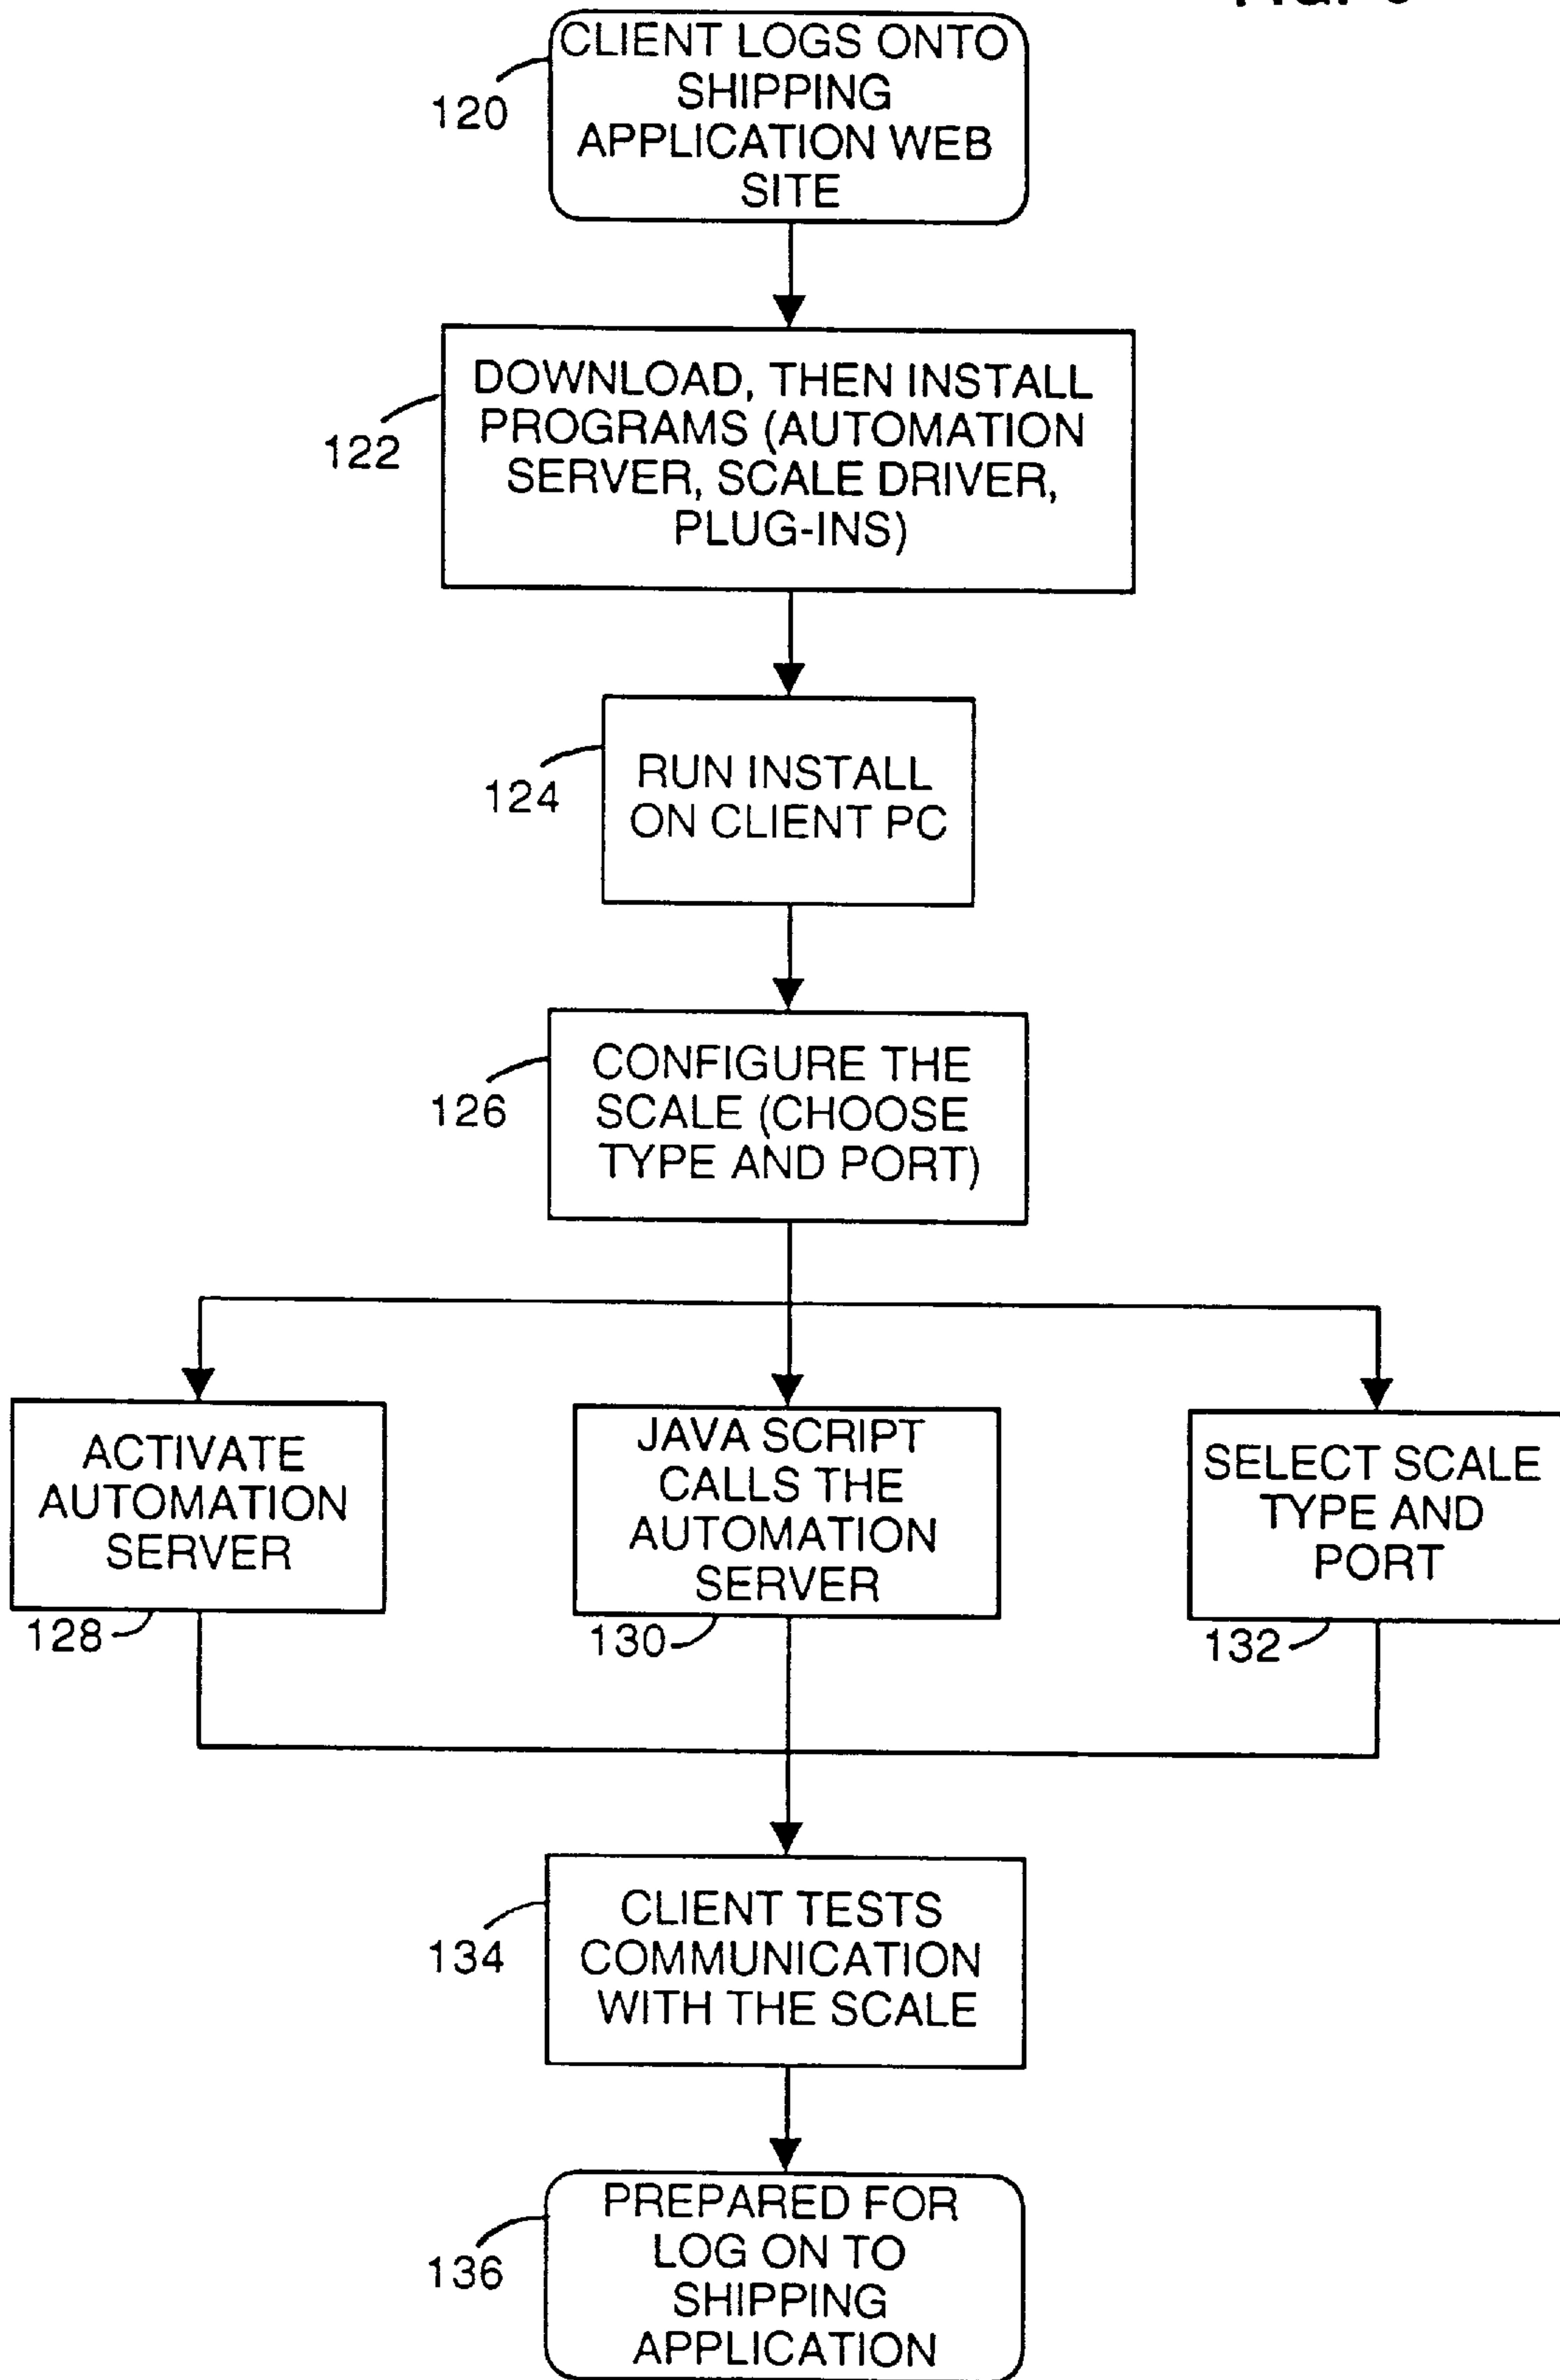 CLIENT LOGS ONTO
SHIPPING
APPLICATION WEB
SITE
120
DOWNLOAD, THEN INSTALL
PROGRAMS (AUTOMATION
SERVER, SCALE DRIVER,
PLUG-INS)
122
RUN INSTALL
ON CLIENT PC
124
CONFIGURE THE
SCALE (CHOOSE
TYPE AND PORT)
126
ACTIVATE
AUTOMATION
SERVER
128
JAVA SCRIPT
CALLS THE
AUTOMATION
SERVER
130
SELECT SCALE
TYPE AND
PORT
132
CLIENT TESTS
COMMUNICATION
WITH THE SCALE
134
PREPARED FOR
LOG ON TO
SHIPPING
APPLICATION
136